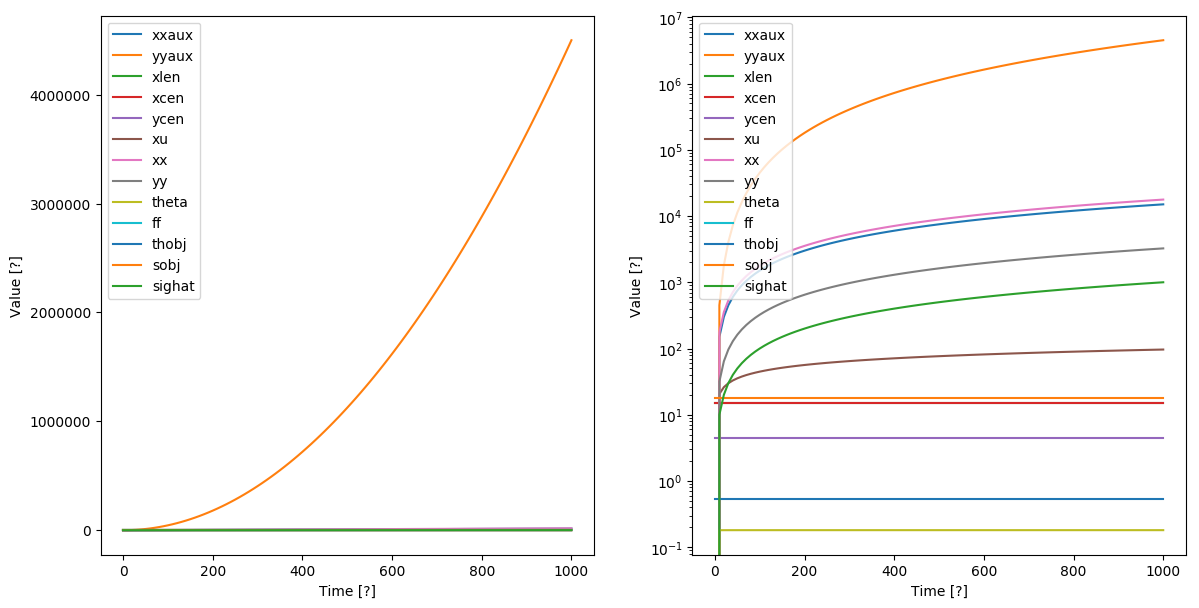 4000000
3000000
2000000
1000000
0
Value [?]
0
200
400
600
800
1000
Time [?]
xxaux
yyaux
xlen
xcen
ycen
xu
xx
yy
theta
ff
thobj
sobj
sighat
10^7
10^6
10^5
10^4
10^3
10^2
10^1
10^0
10^-1
Value [?]
0
200
400
600
800
1000
Time [?]
xxaux
yyaux
xlen
xcen
ycen
xu
xx
yy
theta
ff
thobj
sobj
sighat